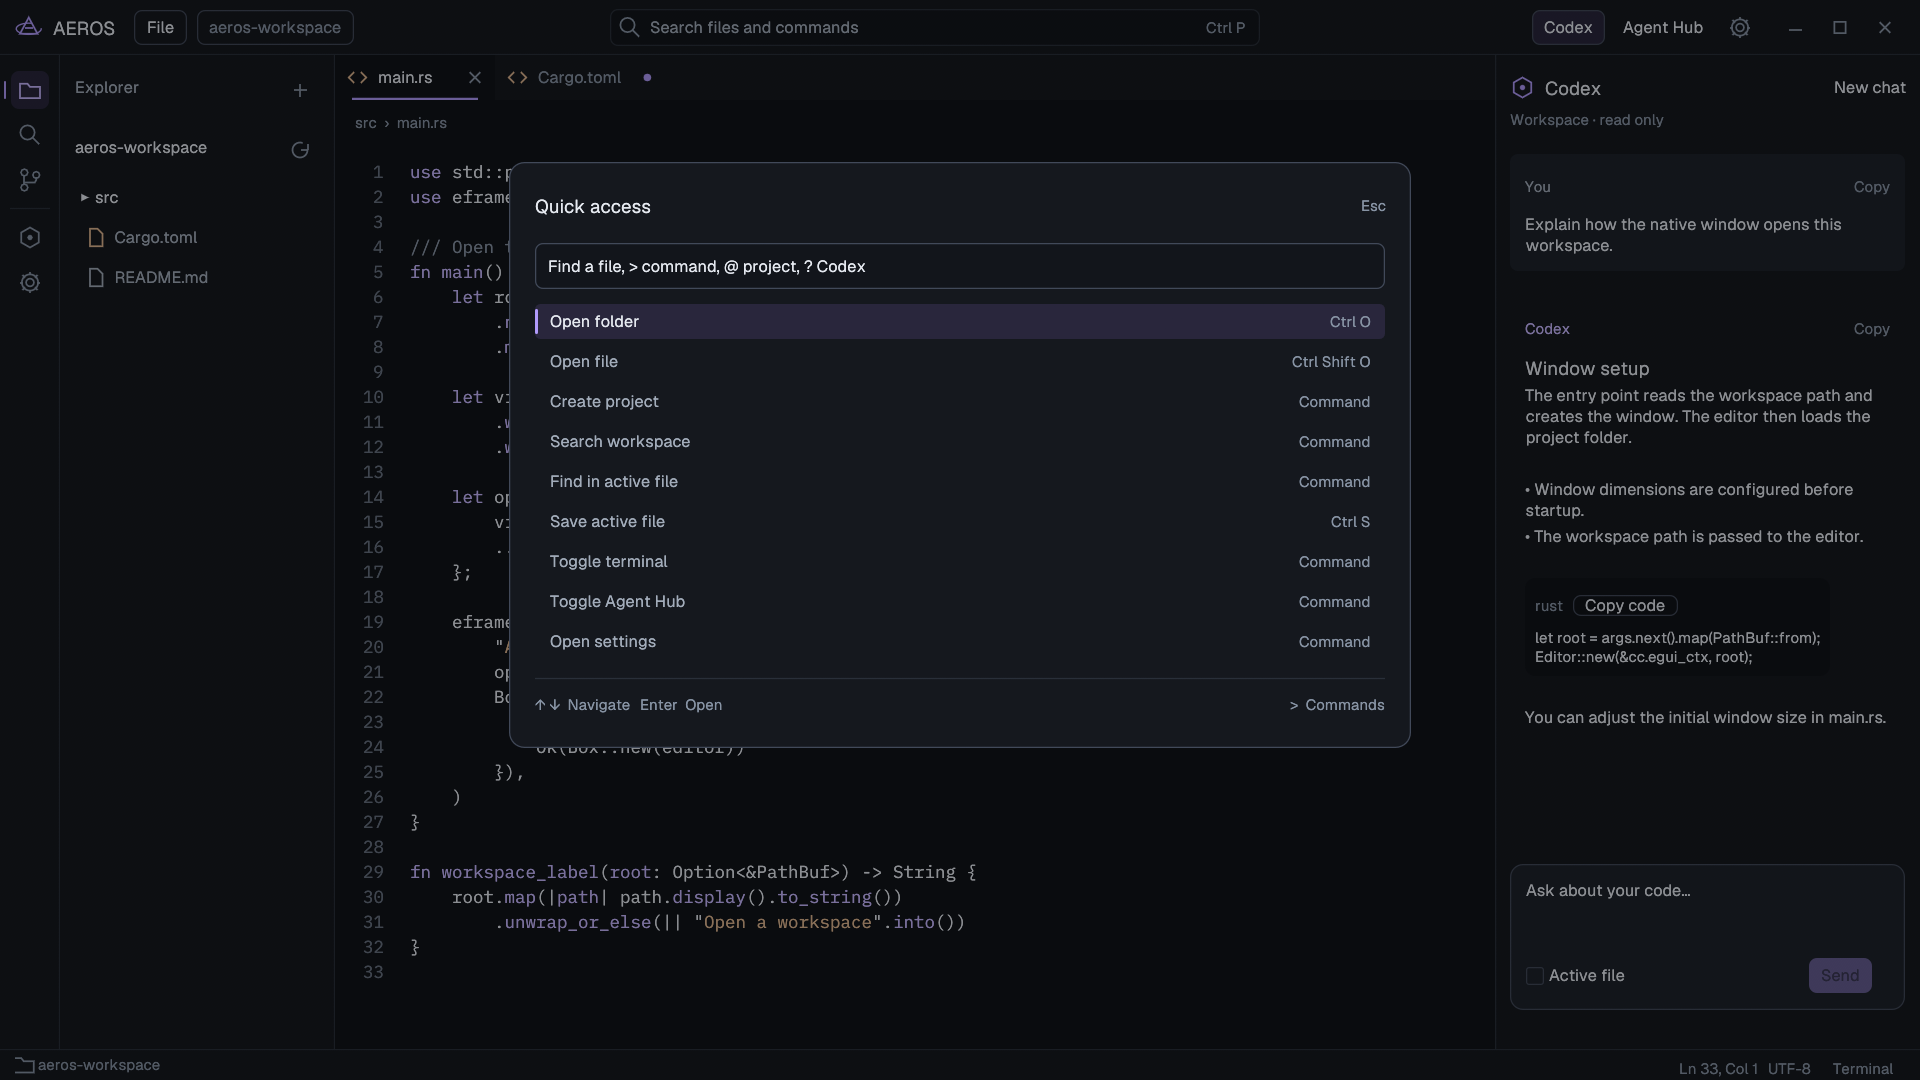 AEROS File aeros-workspace Search files and commands Ctrl P Codex Agent Hub
Explorer
aeros-workspace
src
Cargo.toml
README.md
main.rs Cargo.toml
src › main.rs
1 use std::
2 use eframe
3
4 /// Open
5 fn main()
6 let
7
8
9
10 let
11
12
13
14 let
15
16
17 };
18
19 eframe
20
21
22
23
24 Ok(Box::new(editor))
25 }),
26 )
27 }
28
29 fn workspace_label(root: Option<&PathBuf>) -> String {
30 root.map(|path| path.display().to_string())
31 .unwrap_or_else(|| "Open a workspace".into())
32 }
33
Quick access Esc
Find a file, > command, @ project, ? Codex
Open folder Ctrl O
Open file Ctrl Shift O
Create project Command
Search workspace Command
Find in active file Command
Save active file Ctrl S
Toggle terminal Command
Toggle Agent Hub Command
Open settings Command
↑↓ Navigate Enter Open > Commands
Codex New chat
Workspace · read only
You Copy
Explain how the native window opens this
workspace.
Codex Copy
Window setup
The entry point reads the workspace path and
creates the window. The editor then loads the
project folder.
• Window dimensions are configured before
startup.
• The workspace path is passed to the editor.
rust Copy code
let root = args.next().map(PathBuf::from);
Editor::new(&cc.egui_ctx, root);
You can adjust the initial window size in main.rs.
Ask about your code...
Active file Send
aeros-workspace Ln 33, Col 1 UTF-8 Terminal